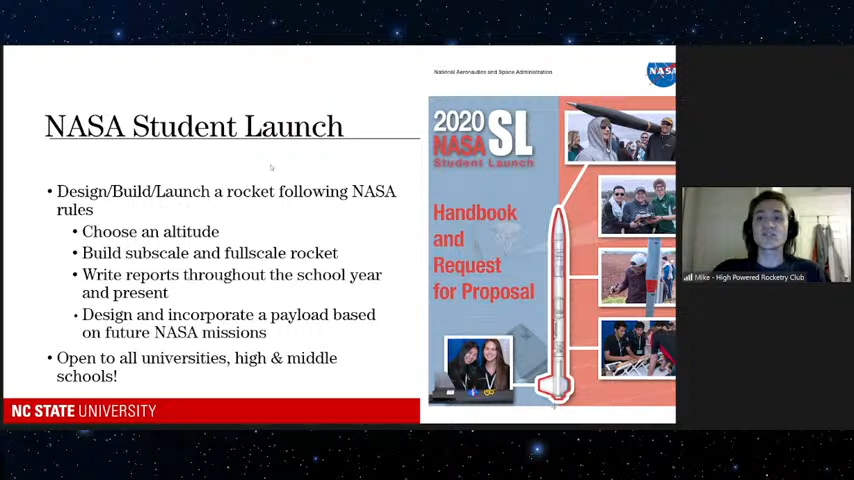 NASA Student Launch
• Design/Build/Launch a rocket following NASA
rules
• Choose an altitude
• Build subscale and fullscale rocket
• Write reports throughout the school year
and present
• Design and incorporate a payload based
on future NASA missions
• Open to all universities, high & middle
schools!
NC STATE UNIVERSITY
National Aeronautics and Space Administration
NASA
2020
NASA SL
Student Launch
Handbook
and
Request
for Proposal
Mike - High Powered Rocketry Club